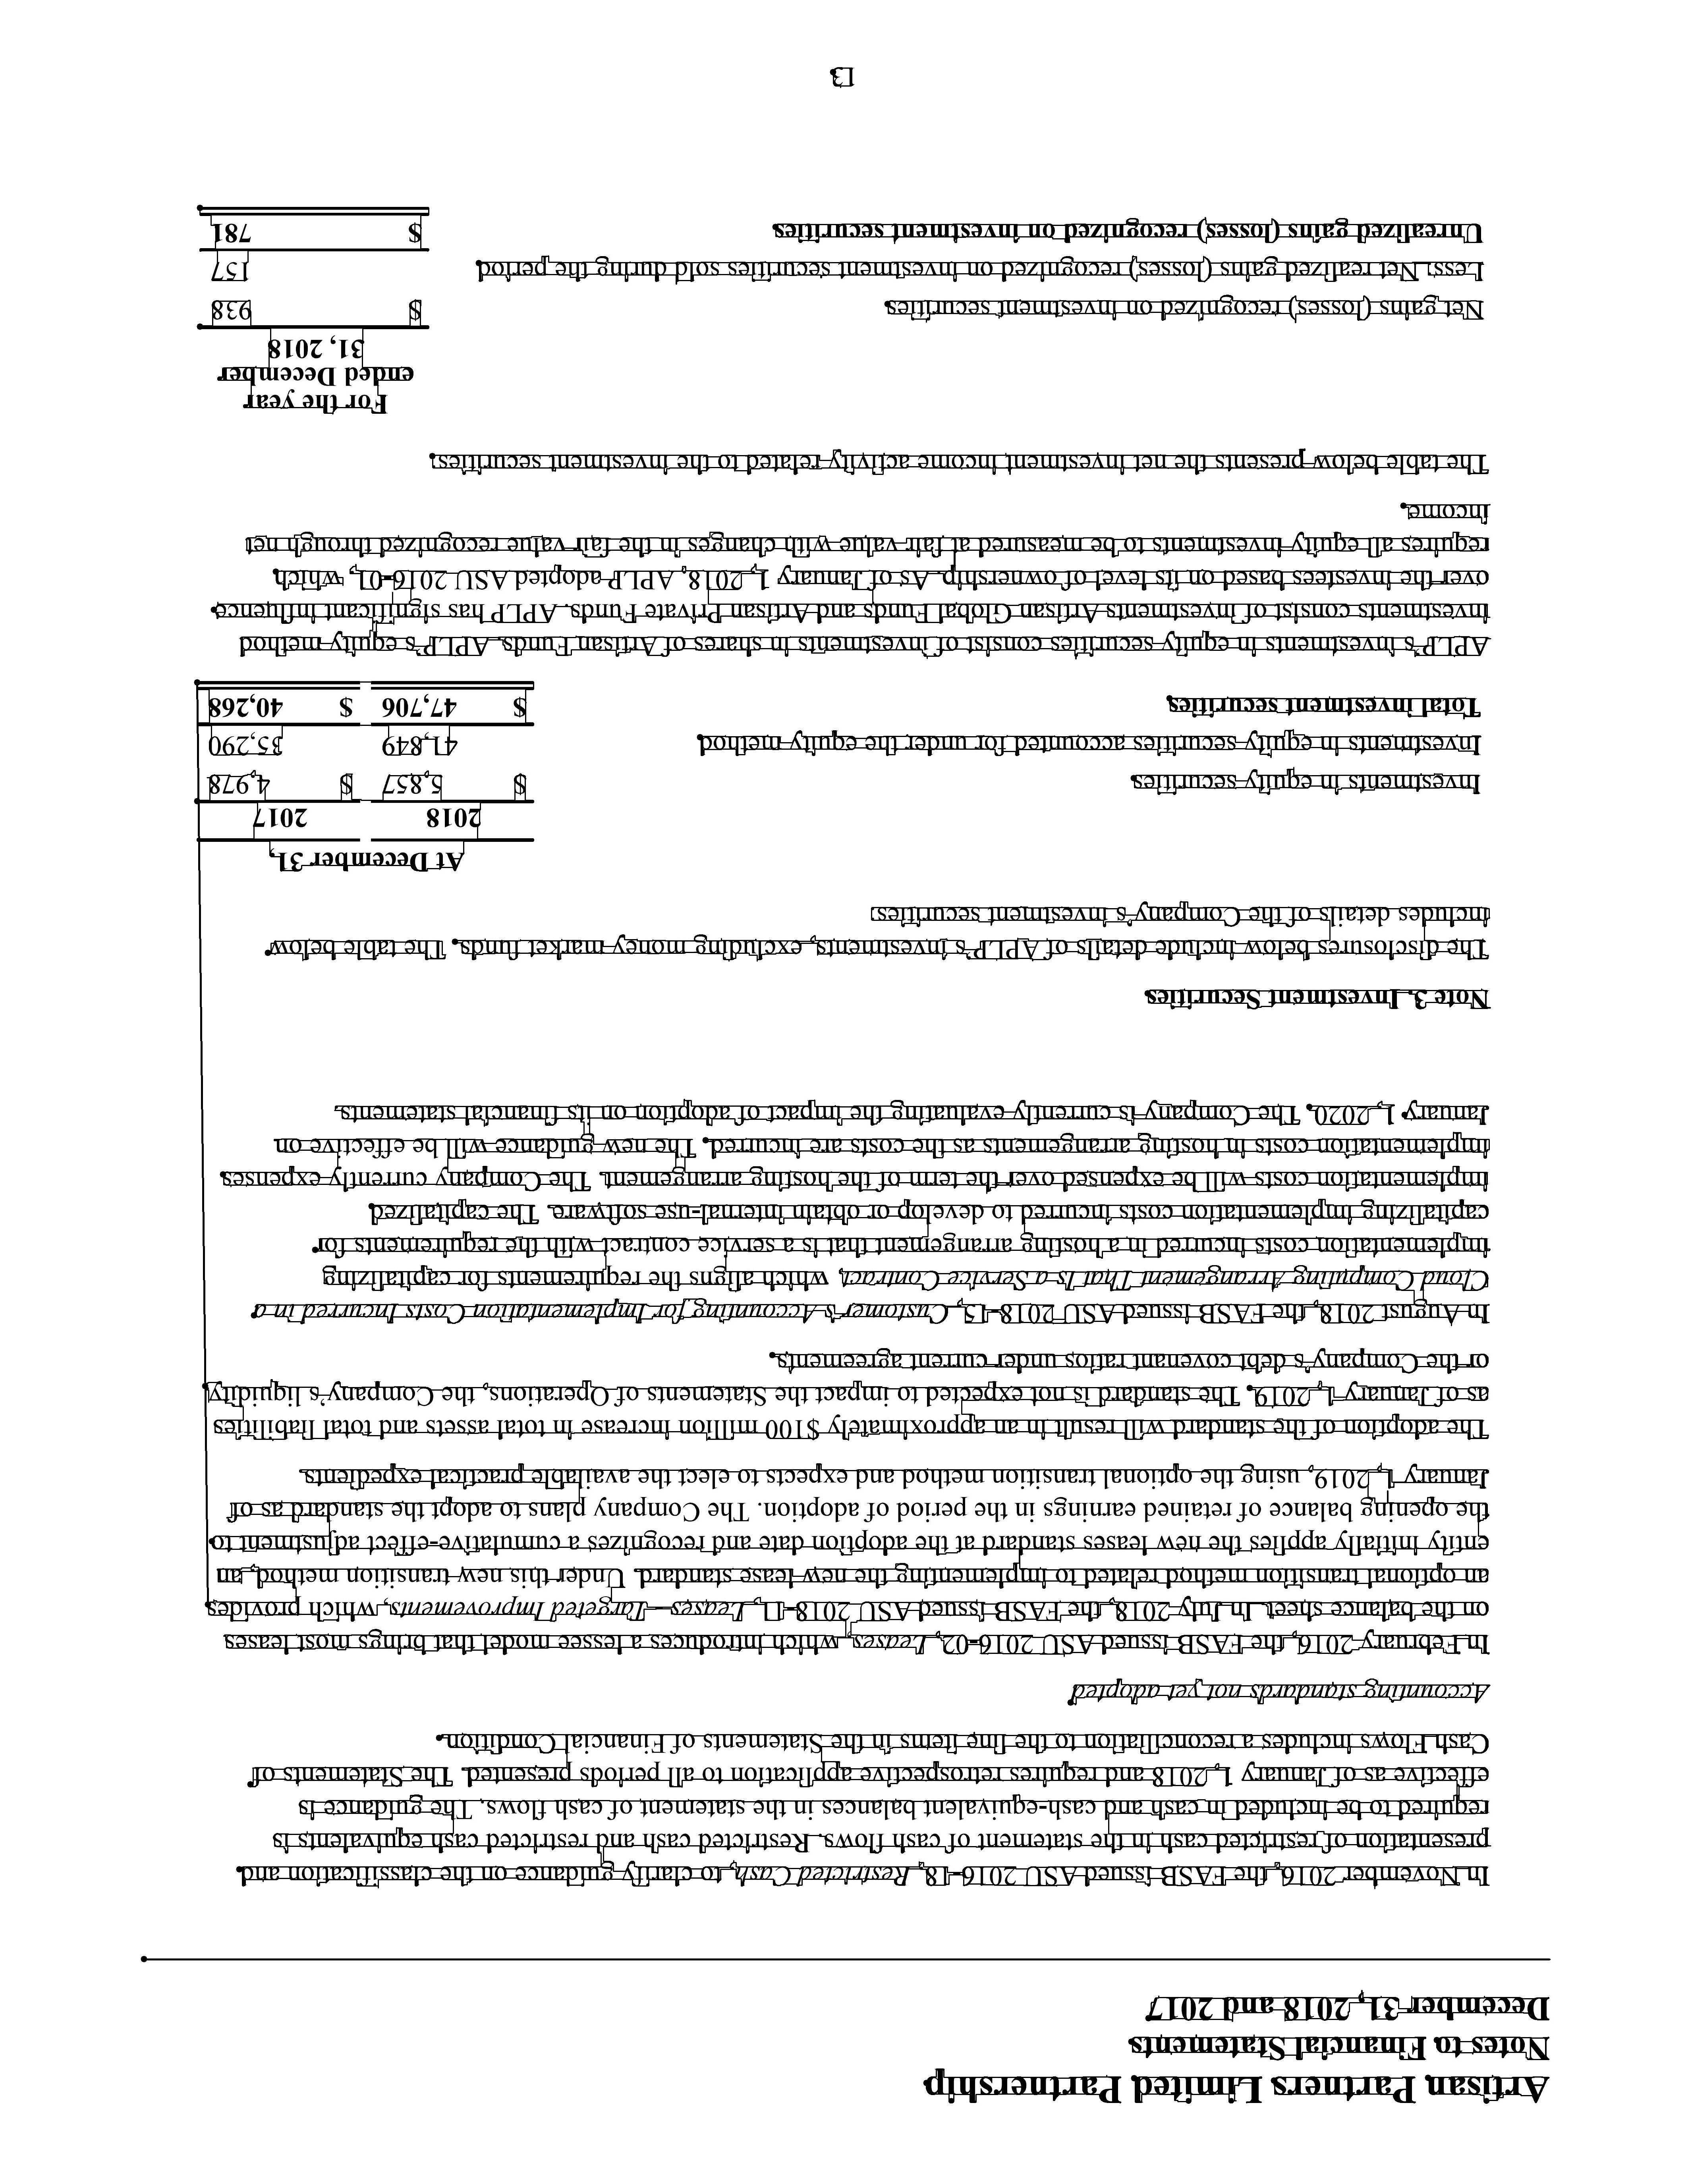 Artisan Partners Limited Partnership
Notes to Financial Statements
December 31, 2018 and 2017
In November 2016, the FASB issued ASU 2016-18, Restricted Cash, to clarify guidance on the classification and
presentation of restricted cash in the statement of cash flows. Restricted cash and restricted cash equivalents is
required to be included in cash and cash-equivalent balances in the statement of cash flows. The guidance is
effective as of January 1, 2018 and requires retrospective application to all periods presented. The Statements of
Cash Flows includes a reconciliation to the line items in the Statements of Financial Condition.
Accounting standards not yet adopted
In February 2016, the FASB issued ASU 2016-02, Leases, which introduces a lessee model that brings most leases
on the balance sheet. In July 2018, the FASB issued ASU 2018-11, Leases - Targeted Improvements, which provides
an optional transition method related to implementing the new lease standard. Under this new transition method, an
entity initially applies the new leases standard at the adoption date and recognizes a cumulative-effect adjustment to
the opening balance of retained earnings in the period of adoption. The Company plans to adopt the standard as of
January 1, 2019, using the optional transition method and expects to elect the available practical expedients.
The adoption of the standard will result in an approximately $100 million increase in total assets and total liabilities
as of January 1, 2019. The standard is not expected to impact the Statements of Operations, the Company's liquidity
or the Company's debt covenant ratios under current agreements.
In August 2018, the FASB issued ASU 2018-15, Customer's Accounting for Implementation Costs Incurred in a
Cloud Computing Arrangement That Is a Service Contract, which aligns the requirements for capitalizing
implementation costs incurred in a hosting arrangement that is a service contract with the requirements for
capitalizing implementation costs incurred to develop or obtain internal-use software. The capitalized
implementation costs will be expensed over the term of the hosting arrangement. The Company currently expenses
implementation costs in hosting arrangements as the costs are incurred. The new guidance will be effective on
January 1, 2020. The Company is currently evaluating the impact of adoption on its financial statements.
Note 3. Investment Securities
The disclosures below include details of APLP's investments, excluding money market funds. The table below
includes details of the Company's investment securities:
At December 31,
2018 2017
Investments in equity securities $ 5,857 $ 4,978
Investments in equity securities accounted for under the equity method 41,849 35,290
Total investment securities $ 47,706 $ 40,268
APLP's investments in equity securities consist of investments in shares of Artisan Funds. APLP's equity method
investments consist of investments Artisan Global Funds and Artisan Private Funds. APLP has significant influence
over the investees based on its level of ownership. As of January 1, 2018, APLP adopted ASU 2016-01, which
requires all equity investments to be measured at fair value with changes in the fair value recognized through net
income.
The table below presents the net investment income activity related to the investment securities:
For the year
ended December
31, 2018
Net gains (losses) recognized on investment securities $ 938
Less: Net realized gains (losses) recognized on investment securities sold during the period 157
Unrealized gains (losses) recognized on investment securities $ 781
13